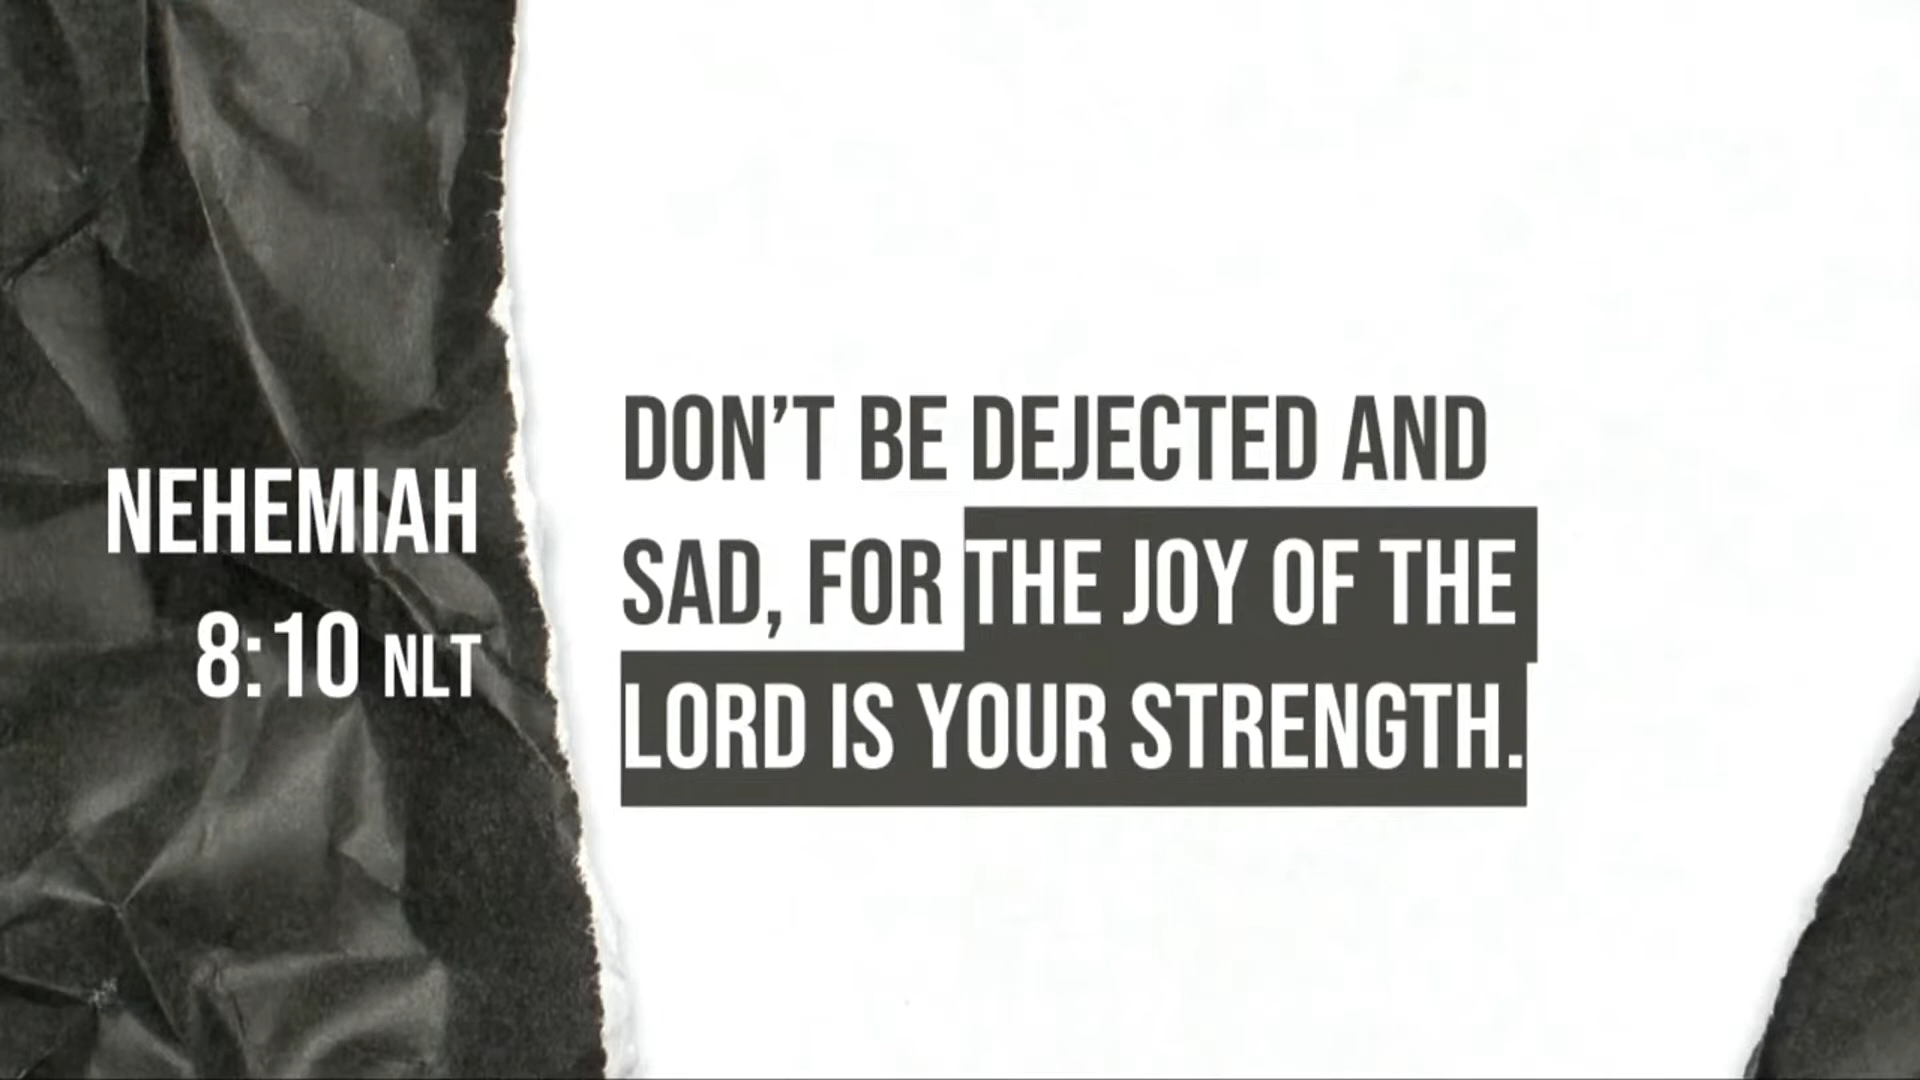 NEHEMIAH
8:10 NLT
DON’T BE DEJECTED AND
SAD, FOR THE JOY OF THE
LORD IS YOUR STRENGTH.